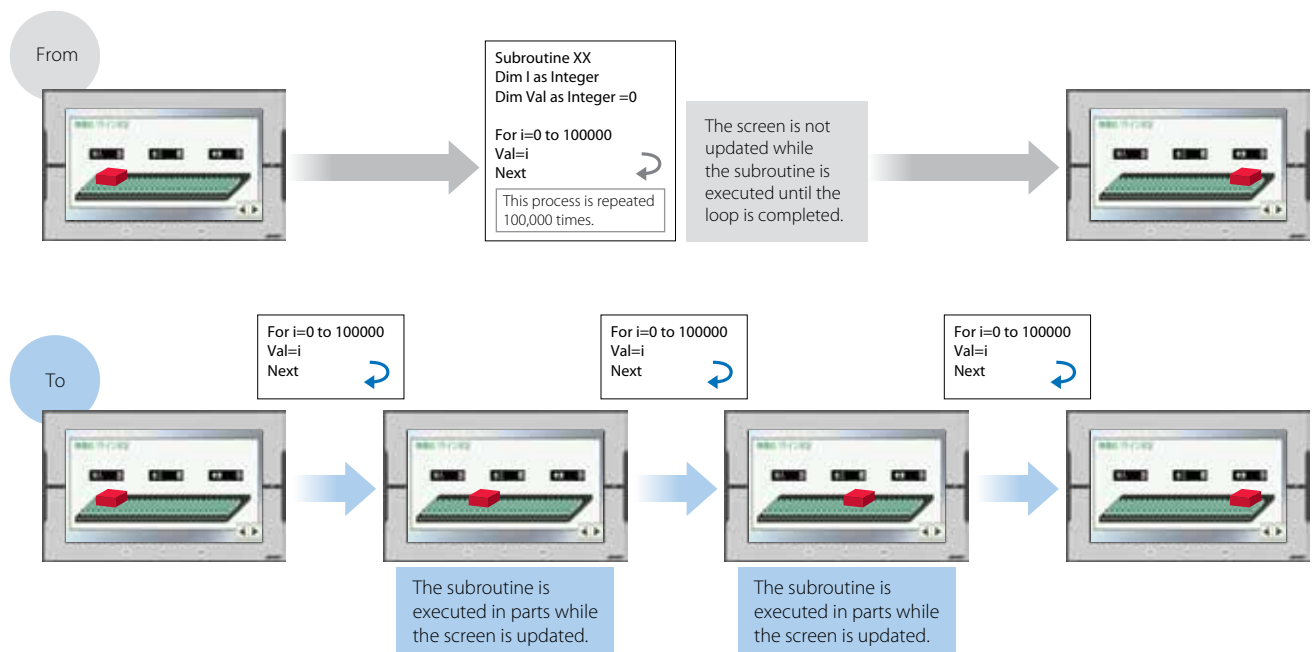 From
Subroutine XX
Dim I as Integer
Dim Val as Integer =0
For i=0 to 100000
Val=i
Next
This process is repeated
100,000 times.
The screen is not
updated while
the subroutine is
executed until the
loop is completed.
To
For i=0 to 100000
Val=i
Next
For i=0 to 100000
Val=i
Next
For i=0 to 100000
Val=i
Next
The subroutine is
executed in parts while
the screen is updated.
The subroutine is
executed in parts while
the screen is updated.